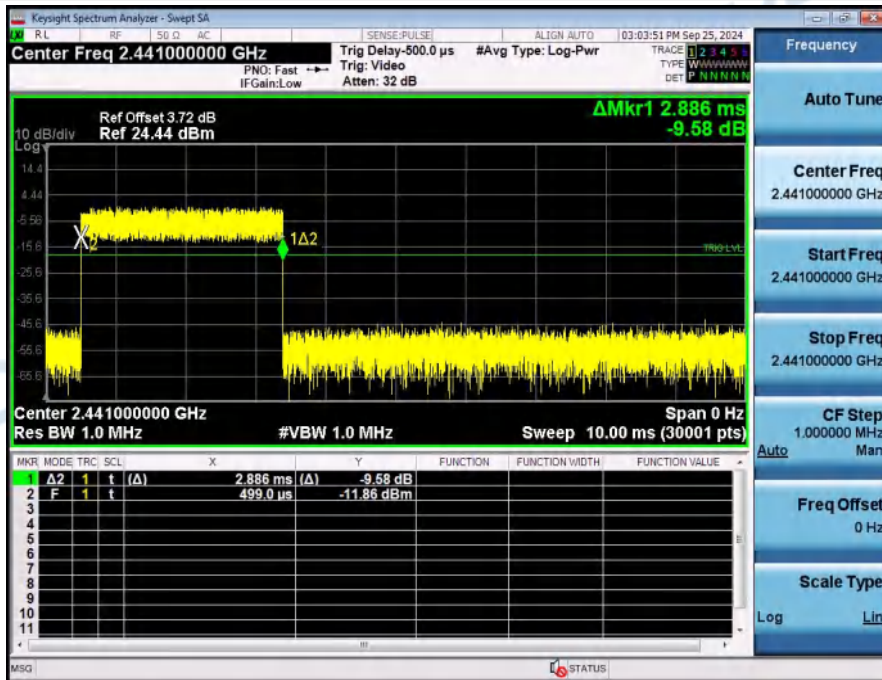 Keysight Spectrum Analyzer - Swept SA
RL RF 50 Ω AC SENSE:PULSE ALIGN AUTO 03:03:51 PM Sep 25, 2024
Center Freq 2.441000000 GHz
PNO: Fast
IFGain:Low
Trig Delay-500.0 µs
Trig: Video
Atten: 32 dB
#Avg Type: Log-Pwr
TRACE 1 2 3 4 5 6
TYPE W
DET P N N N N N
Ref Offset 3.72 dB
10 dB/div Ref 24.44 dBm
Log
ΔMkr1 2.886 ms
-9.58 dB
14.4
4.44
-5.56
-15.6
-25.6
-35.6
-45.6
-55.6
-65.6
2
1Δ2
TRIG LVL
Center 2.441000000 GHz Span 0 Hz
Res BW 1.0 MHz #VBW 1.0 MHz Sweep 10.00 ms (30001 pts)
MKR MODE TRC SCL X Y FUNCTION FUNCTION WIDTH FUNCTION VALUE
1 Δ2 1 t (Δ) 2.886 ms (Δ) -9.58 dB
2 F 1 t 499.0 µs -11.86 dBm
3
4
5
6
7
8
9
10
11
MSG STATUS
Frequency
Auto Tune
Center Freq
2.441000000 GHz
Start Freq
2.441000000 GHz
Stop Freq
2.441000000 GHz
CF Step
1.000000 MHz
Auto Man
Freq Offset
0 Hz
Scale Type
Log Lin